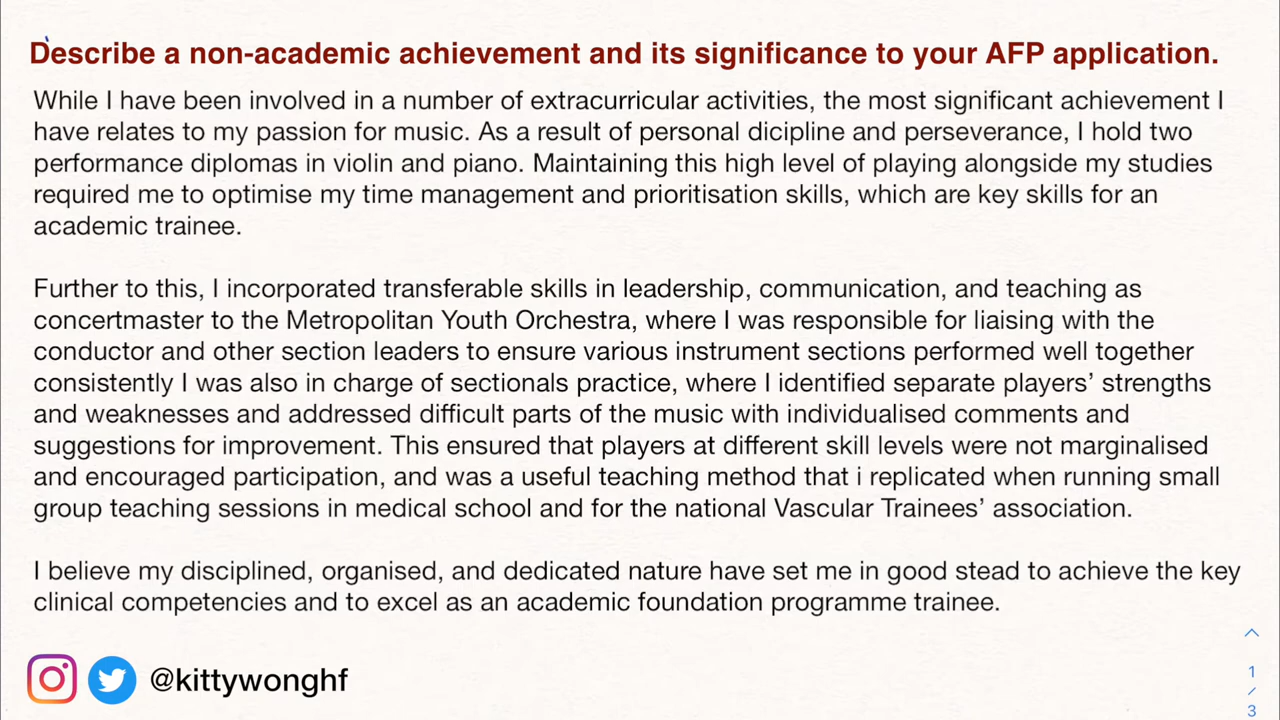 Describe a non-academic achievement and its significance to your AFP application.
While I have been involved in a number of extracurricular activities, the most significant achievement I
have relates to my passion for music. As a result of personal dicipline and perseverance, I hold two
performance diplomas in violin and piano. Maintaining this high level of playing alongside my studies
required me to optimise my time management and prioritisation skills, which are key skills for an
academic trainee.
Further to this, I incorporated transferable skills in leadership, communication, and teaching as
concertmaster to the Metropolitan Youth Orchestra, where I was responsible for liaising with the
conductor and other section leaders to ensure various instrument sections performed well together
consistently I was also in charge of sectionals practice, where I identified separate players’ strengths
and weaknesses and addressed difficult parts of the music with individualised comments and
suggestions for improvement. This ensured that players at different skill levels were not marginalised
and encouraged participation, and was a useful teaching method that i replicated when running small
group teaching sessions in medical school and for the national Vascular Trainees’ association.
I believe my disciplined, organised, and dedicated nature have set me in good stead to achieve the key
clinical competencies and to excel as an academic foundation programme trainee.
@kittywonghf
1
/
3